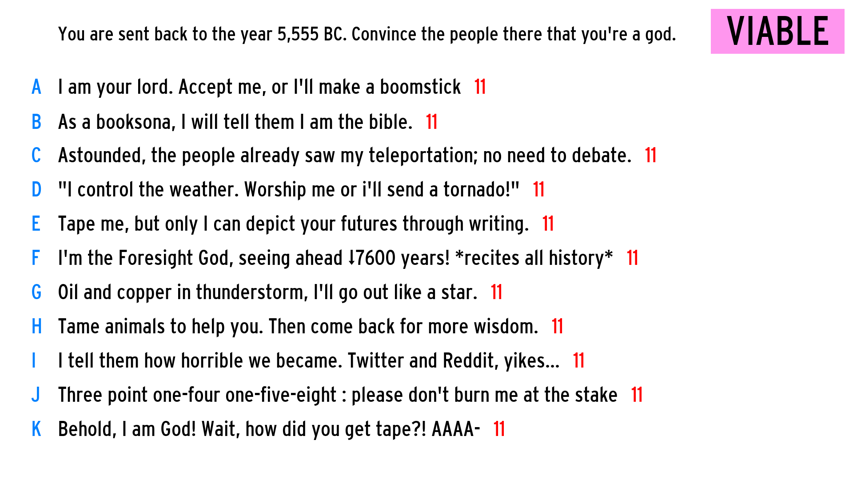 You are sent back to the year 5,555 BC. Convince the people there that you're a god.
VIABLE
A I am your lord. Accept me, or I'll make a boomstick 11
B As a booksona, I will tell them I am the bible. 11
C Astounded, the people already saw my teleportation; no need to debate. 11
D "I control the weather. Worship me or i'll send a tornado!" 11
E Tape me, but only I can depict your futures through writing. 11
F I'm the Foresight God, seeing ahead ↓7600 years! *recites all history* 11
G Oil and copper in thunderstorm, I'll go out like a star. 11
H Tame animals to help you. Then come back for more wisdom. 11
I I tell them how horrible we became. Twitter and Reddit, yikes... 11
J Three point one-four one-five-eight : please don't burn me at the stake 11
K Behold, I am God! Wait, how did you get tape?! AAAA- 11